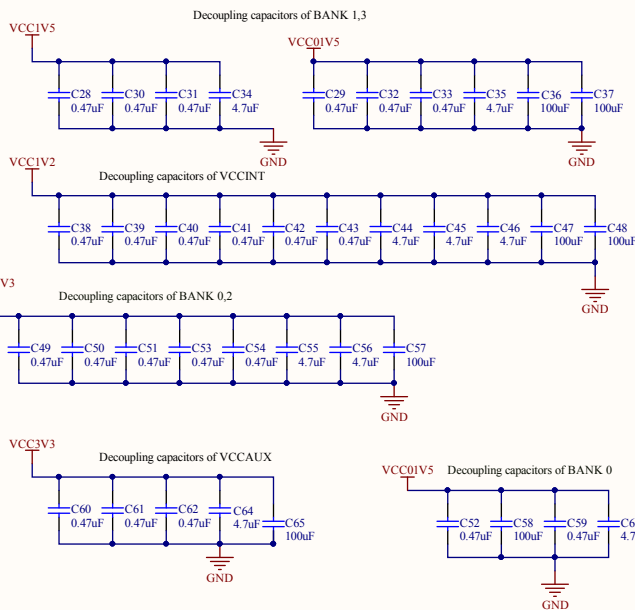 Decoupling capacitors of BANK 1,3
VCC1V5
VCC01V5
C28
0.47uF
C30
0.47uF
C31
0.47uF
C34
4.7uF
C29
0.47uF
C32
0.47uF
C33
0.47uF
C35
4.7uF
C36
100uF
C37
100uF
GND
GND
VCC1V2
Decoupling capacitors of VCCINT
C38
0.47uF
C39
0.47uF
C40
0.47uF
C41
0.47uF
C42
0.47uF
C43
0.47uF
C44
4.7uF
C45
4.7uF
C46
4.7uF
C47
100uF
C48
100uF
GND
V3
Decoupling capacitors of BANK 0,2
C49
0.47uF
C50
0.47uF
C51
0.47uF
C53
0.47uF
C54
0.47uF
C55
4.7uF
C56
4.7uF
C57
100uF
GND
VCC3V3
Decoupling capacitors of VCCAUX
C60
0.47uF
C61
0.47uF
C62
0.47uF
C64
4.7uF
C65
100uF
GND
VCC01V5
Decoupling capacitors of BANK 0
C52
0.47uF
C58
100uF
C59
0.47uF
C6
4.7
GND